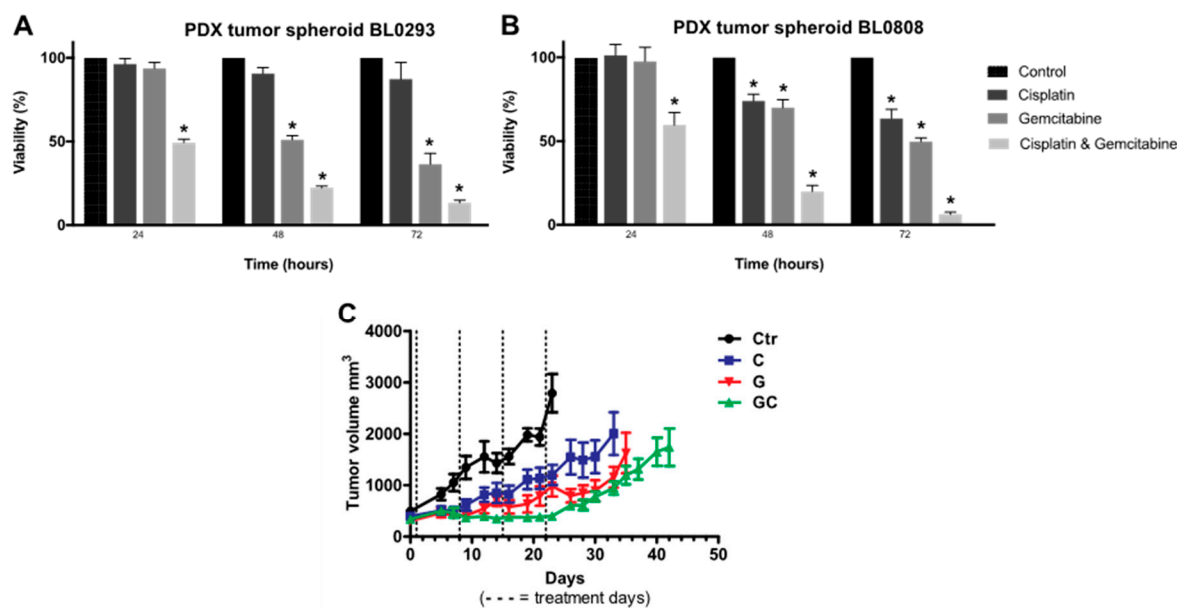 A
PDX tumor spheroid BL0293
100
50
0
Viability (%)
*
*
*
*
*
24
48
72
Time (hours)
B
PDX tumor spheroid BL0808
100
50
0
Viability (%)
*
*
*
*
*
*
*
24
48
72
Time (hours)
Control
Cisplatin
Gemcitabine
Cisplatin & Gemcitabine
C
4000
3000
2000
1000
0
Tumor volume mm³
0
10
20
30
40
50
Days
(- - - - = treatment days)
Ctr
C
G
GC